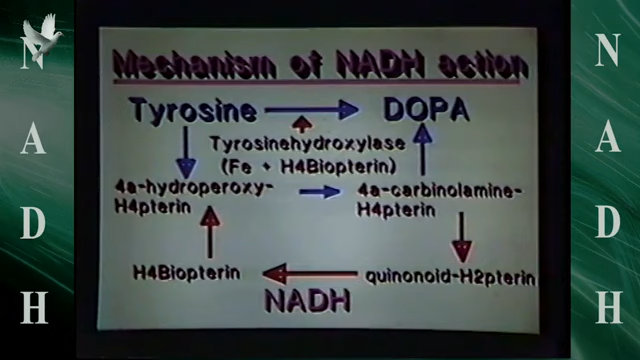 Mechanism of NADH action
Tyrosine
DOPA
Tyrosinehydroxylase
(Fe + H4Biopterin)
4a-hydroperoxy-
H4pterin
4a-carbinolamine-
H4pterin
H4Biopterin
quinonoid-H2pterin
NADH
N
A
D
H
N
A
D
H